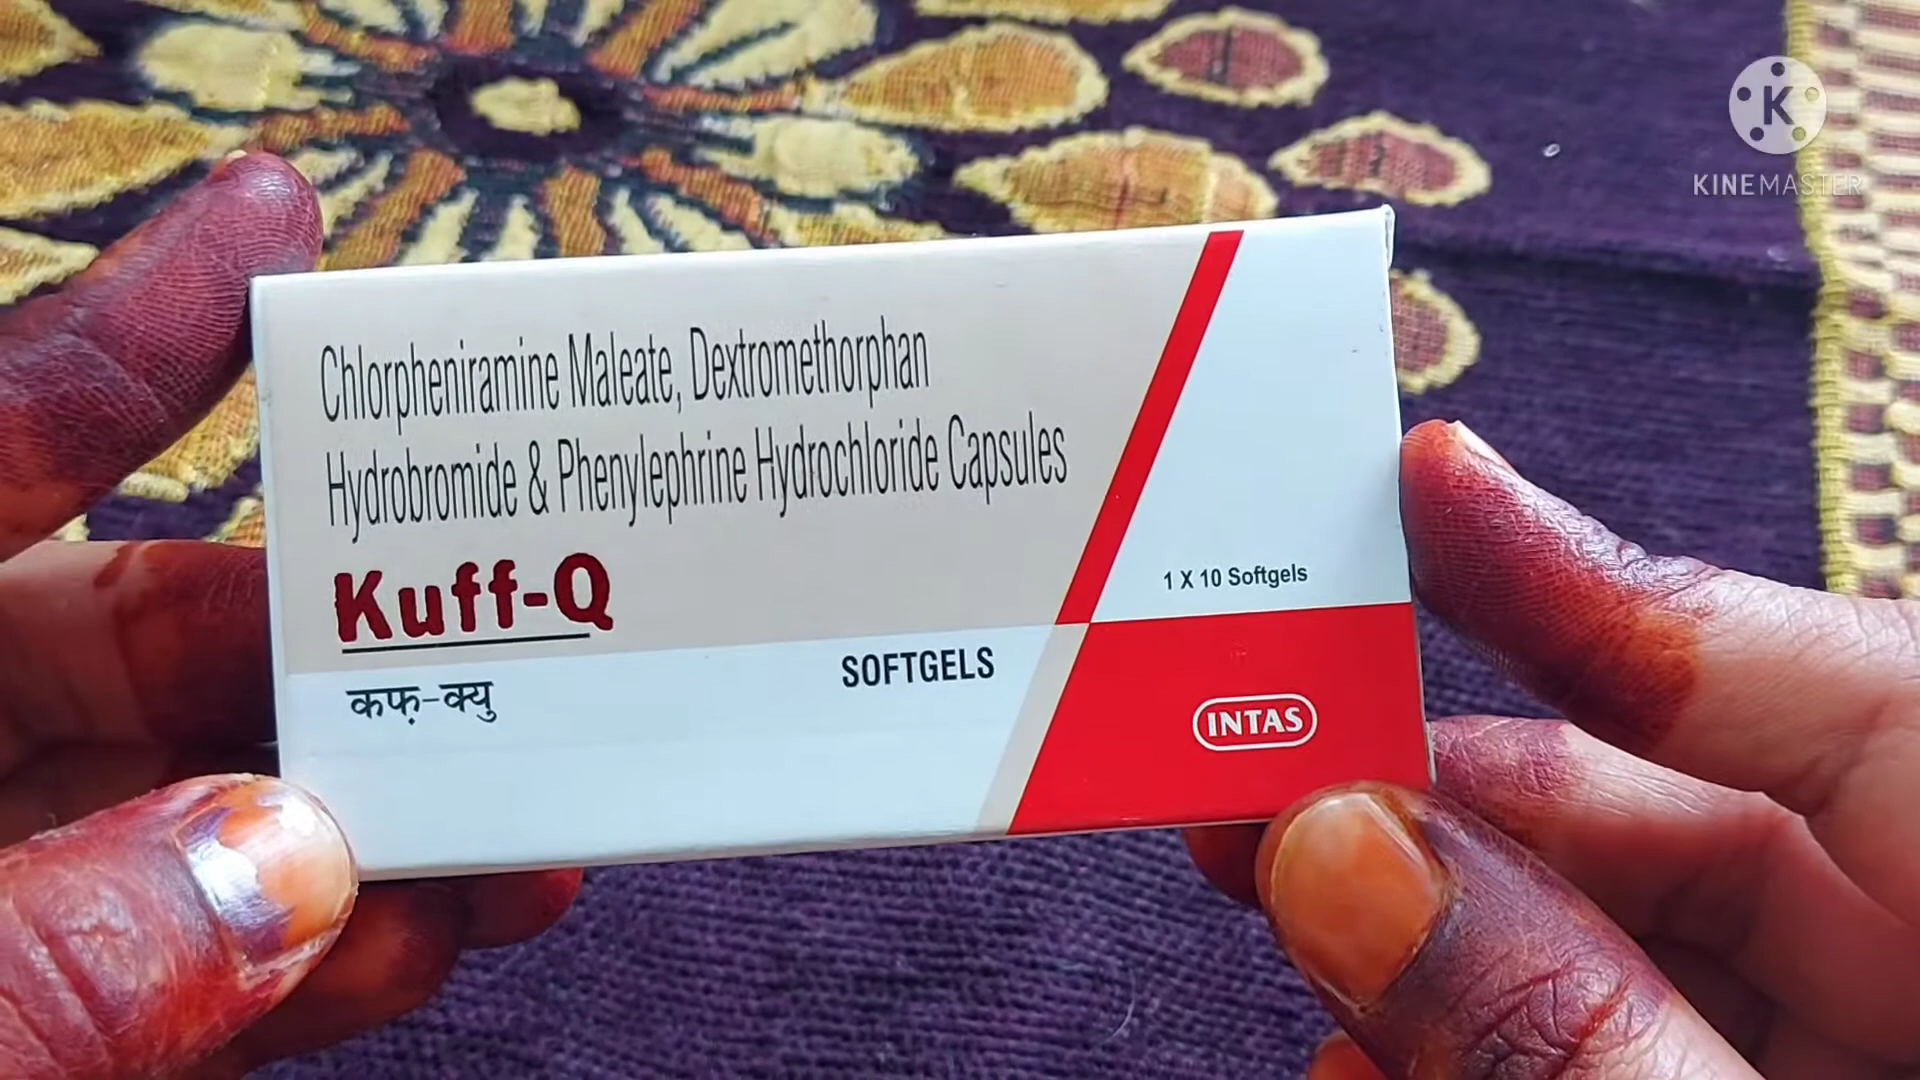 K
KINEMASTER
Chlorpheniramine Maleate, Dextromethorphan
Hydrobromide & Phenylephrine Hydrochloride Capsules
Kuff-Q
1 X 10 Softgels
कफ़-क्यु
SOFTGELS
INTAS